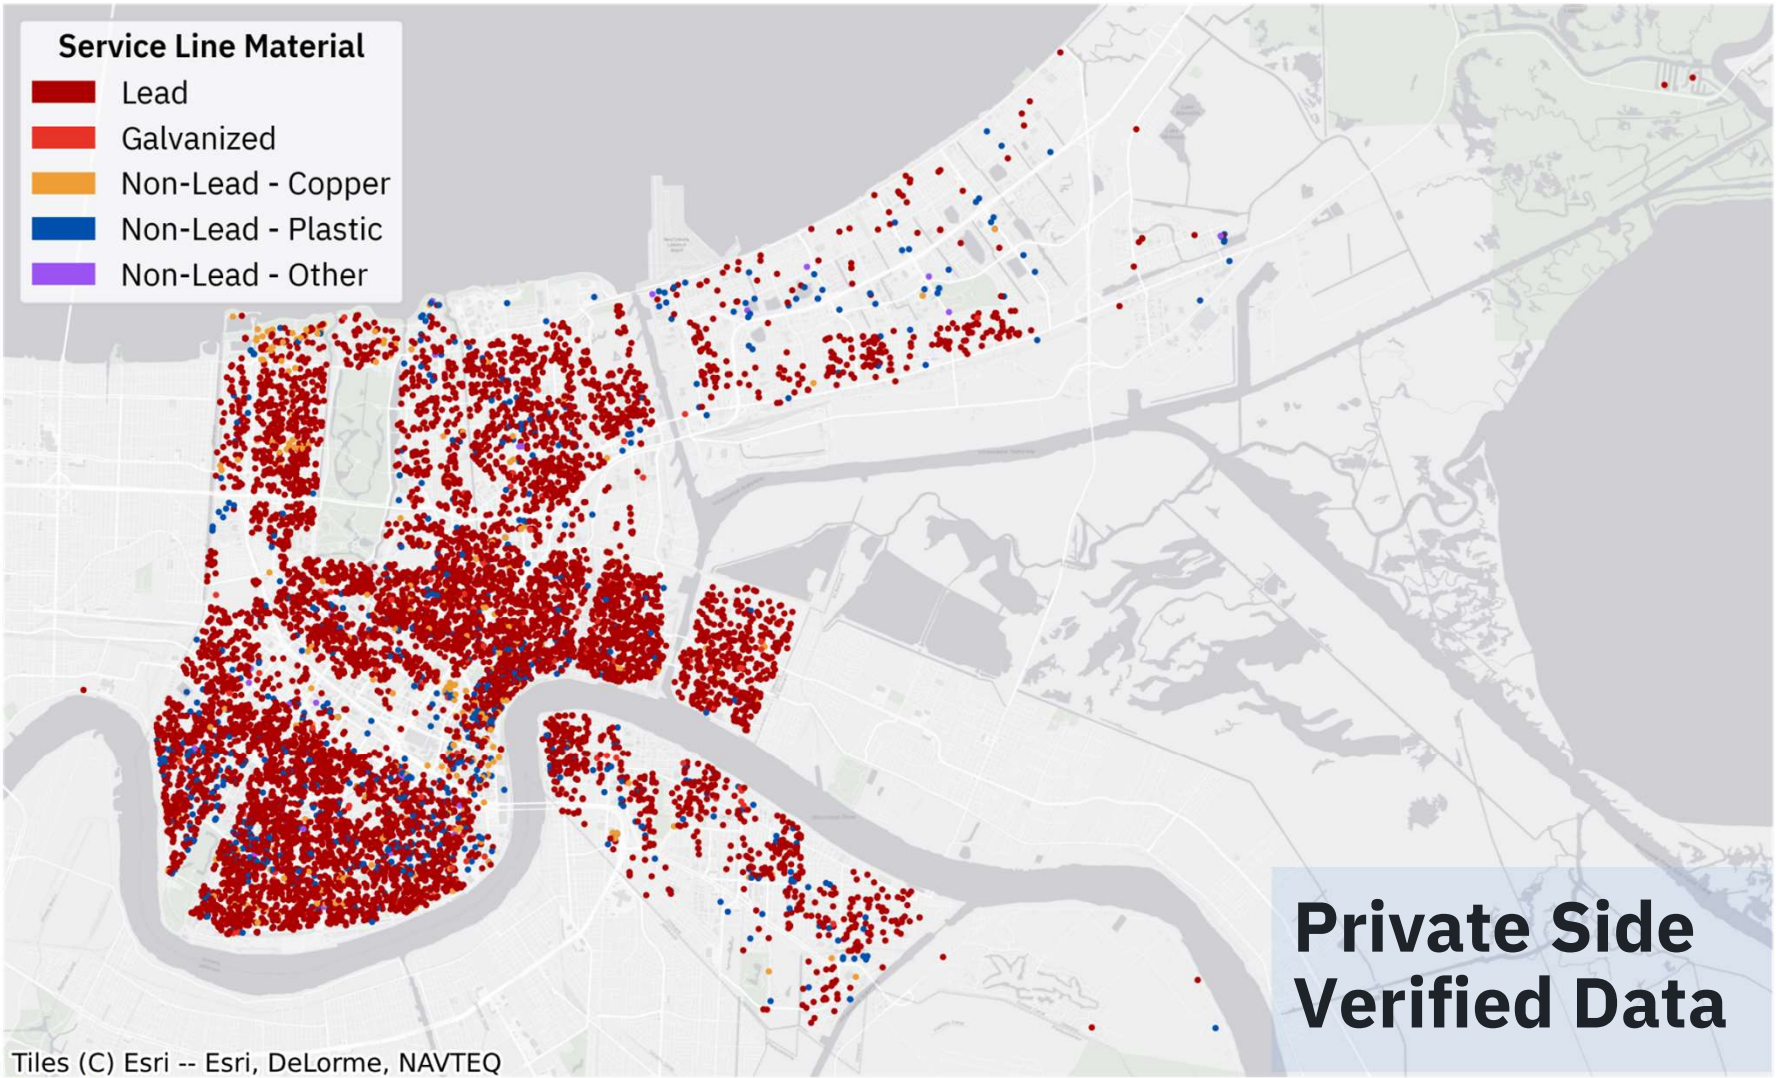 Service Line Material
Lead
Galvanized
Non-Lead - Copper
Non-Lead - Plastic
Non-Lead - Other
Private Side
Verified Data
Tiles (C) Esri -- Esri, DeLorme, NAVTEQ